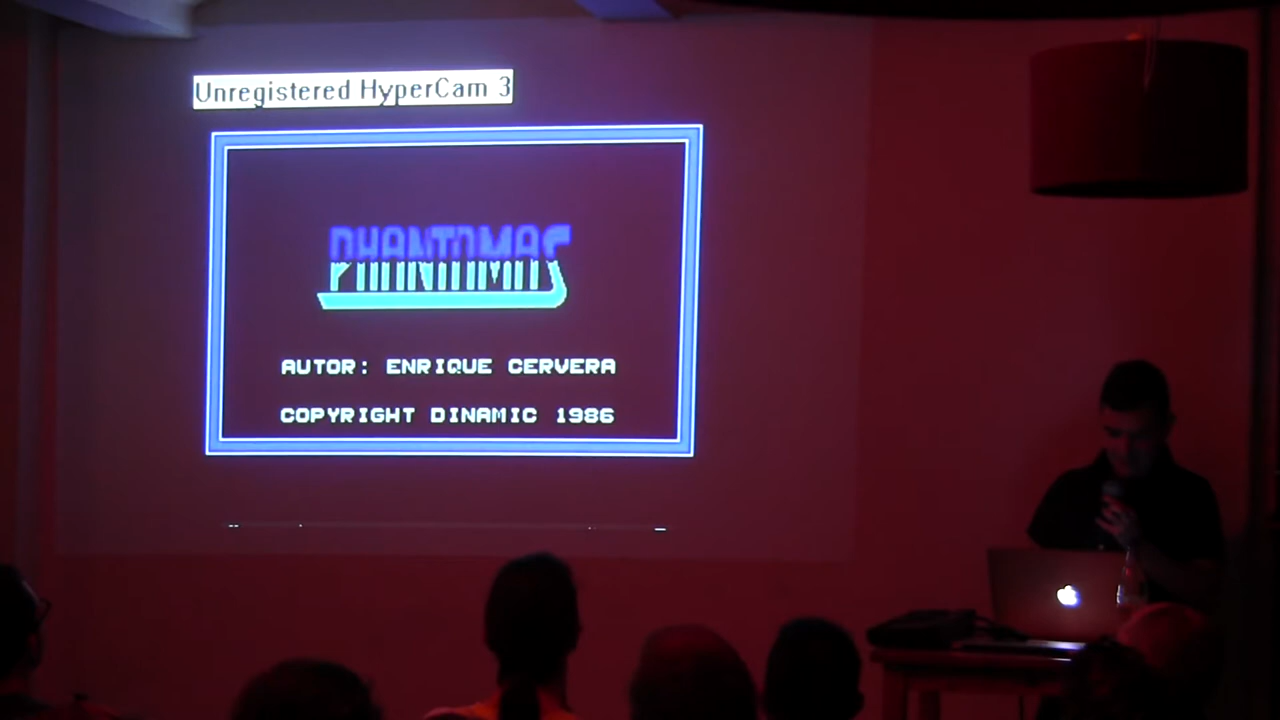 Unregistered HyperCam 3
PHANTOMAS
AUTOR: ENRIQUE CERVERA
COPYRIGHT DINAMIC 1986